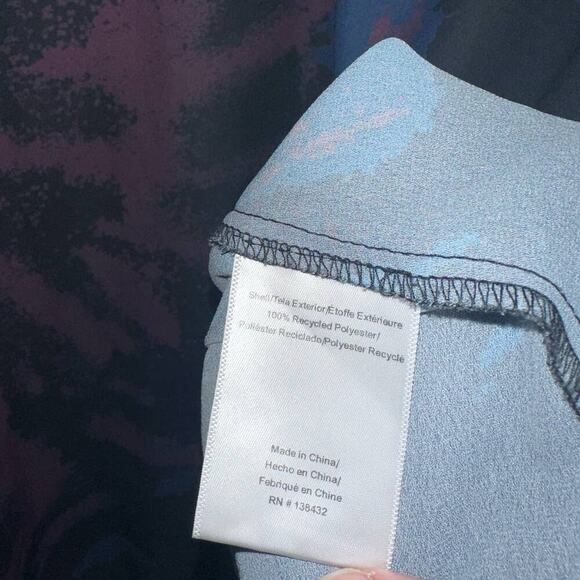 Shell/Tela Exterior/Étoffe Extérieure
100% Recycled Polyester/
Poliéster Reciclado/Polyester Recyclé
Made in China/
Hecho en China/
Fabriqué en Chine
RN # 138432